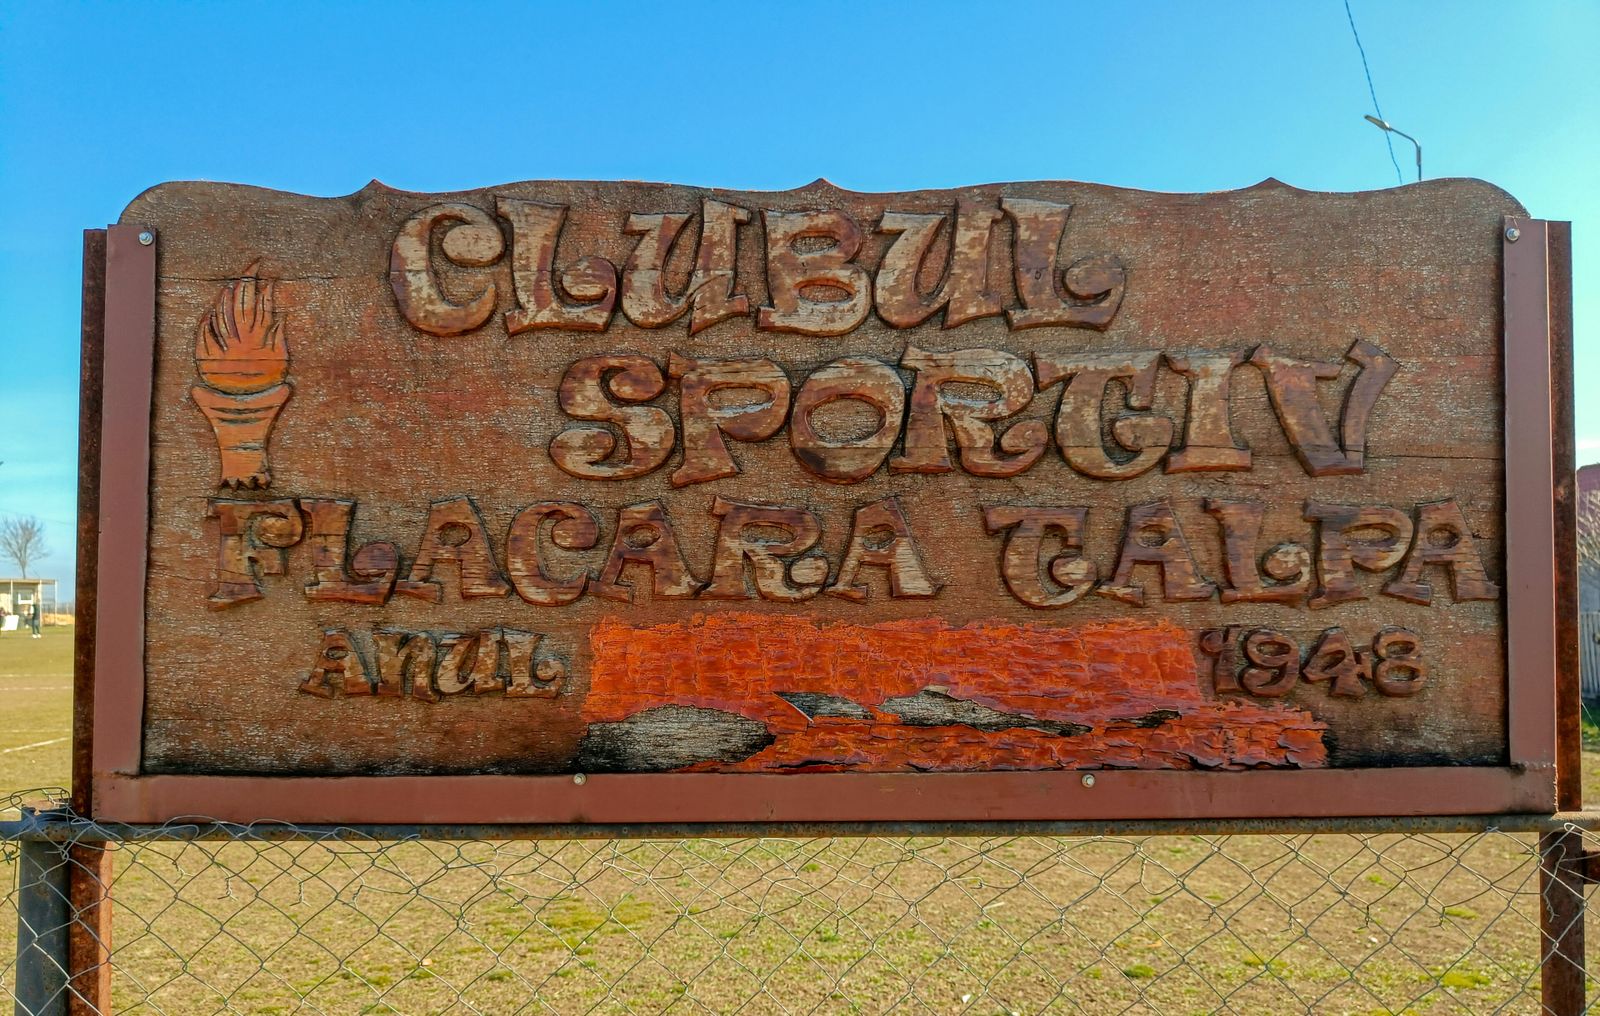 CLUBUL
SPORTIV
FLACARA TALPA
ANUL 1948